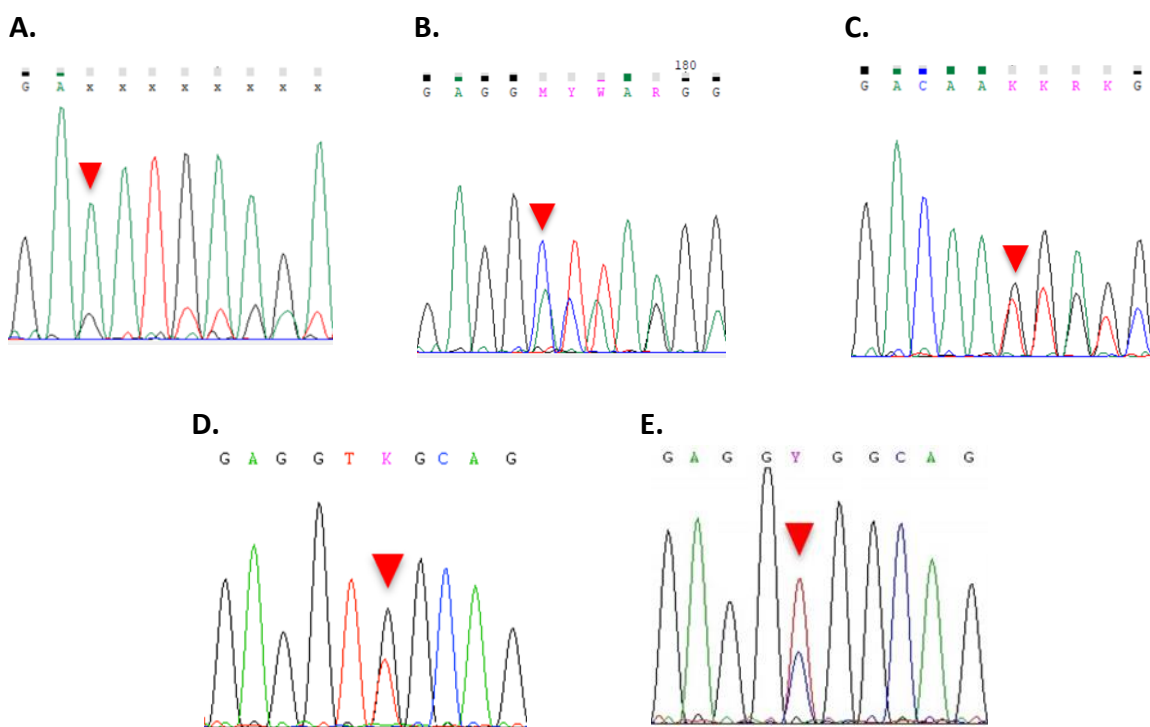 A.
G A x x x x x x x x
B.
180
G A G G M Y W A R G G
C.
G A C A A K K R K G
D.
G A G G T K G C A G
E.
G A G G Y G G C A G